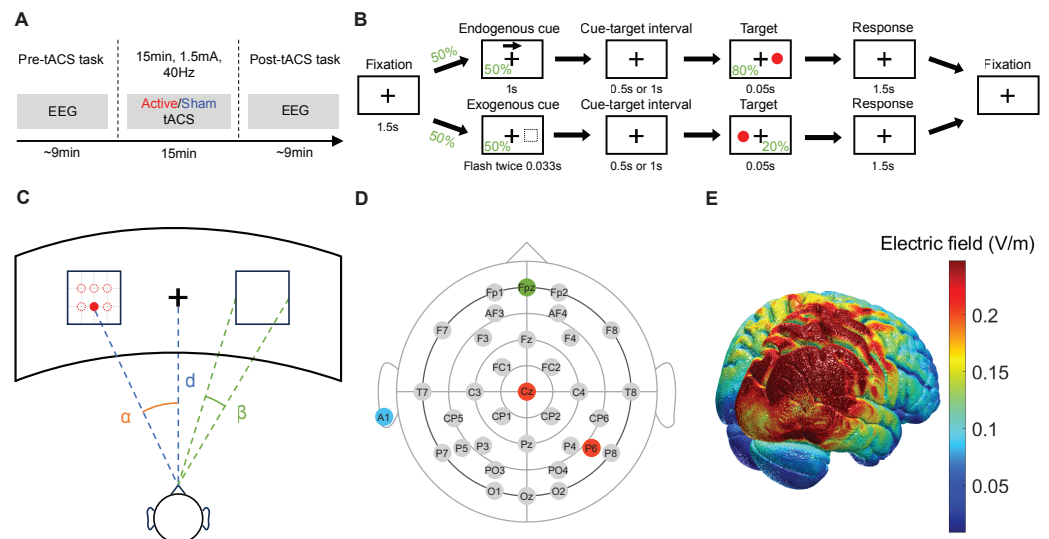 A
Pre-tACS task
15min, 1.5mA,
40Hz
Post-tACS task
EEG
Active/Sham
tACS
EEG
~9min
15min
~9min
B
Fixation
1.5s
50%
50%
Endogenous cue
50%
1s
Cue-target interval
0.5s or 1s
Target
80%
0.05s
Response
1.5s
Exogenous cue
50%
Flash twice 0.033s
Cue-target interval
0.5s or 1s
Target
20%
0.05s
Response
1.5s
Fixation
C
α
d
β
D
Fp1 Fpz Fp2
AF3 AF4
F7 F3 Fz F4 F8
FC1 FC2
T7 C3 Cz C4 T8
A1
CP5 CP1 CP2 CP6
P7 P5 P3 Pz P4 P6 P8
PO3 PO4
O1 Oz O2
E
Electric field (V/m)
0.2
0.15
0.1
0.05